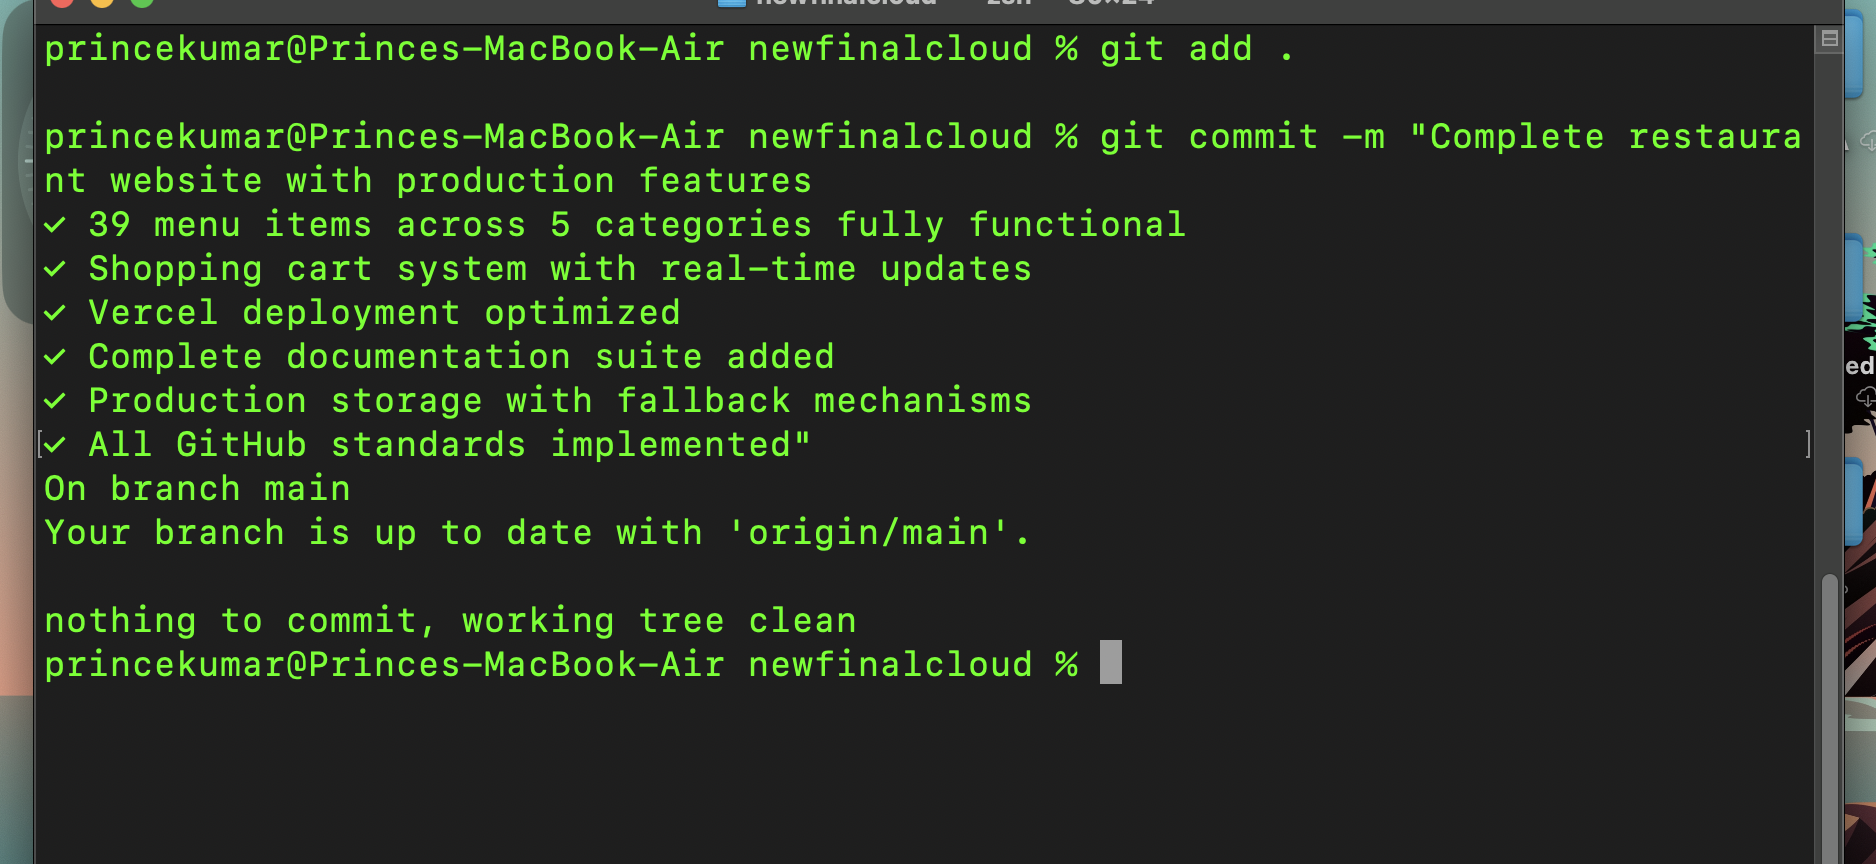 princekumar@Princes-MacBook-Air newfinalcloud % git add .
princekumar@Princes-MacBook-Air newfinalcloud % git commit -m "Complete restaura
nt website with production features
✓ 39 menu items across 5 categories fully functional
✓ Shopping cart system with real-time updates
✓ Vercel deployment optimized
✓ Complete documentation suite added
✓ Production storage with fallback mechanisms
[✓ All GitHub standards implemented" ]
On branch main
Your branch is up to date with 'origin/main'.
nothing to commit, working tree clean
princekumar@Princes-MacBook-Air newfinalcloud %
ed